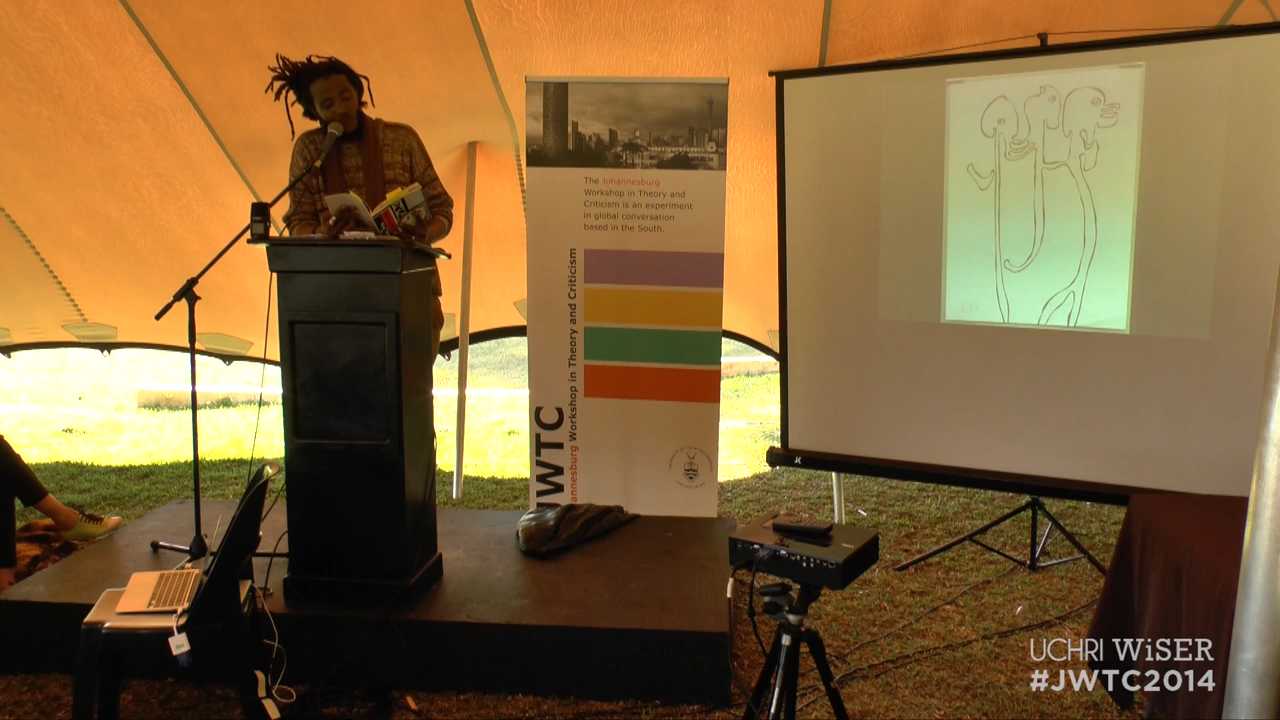 The Johannesburg
Workshop in Theory and
Criticism is an experiment
in global conversation
based in the South.
JWTC
Johannesburg Workshop in Theory and Criticism
UCHRI WiSER
#JWTC2014